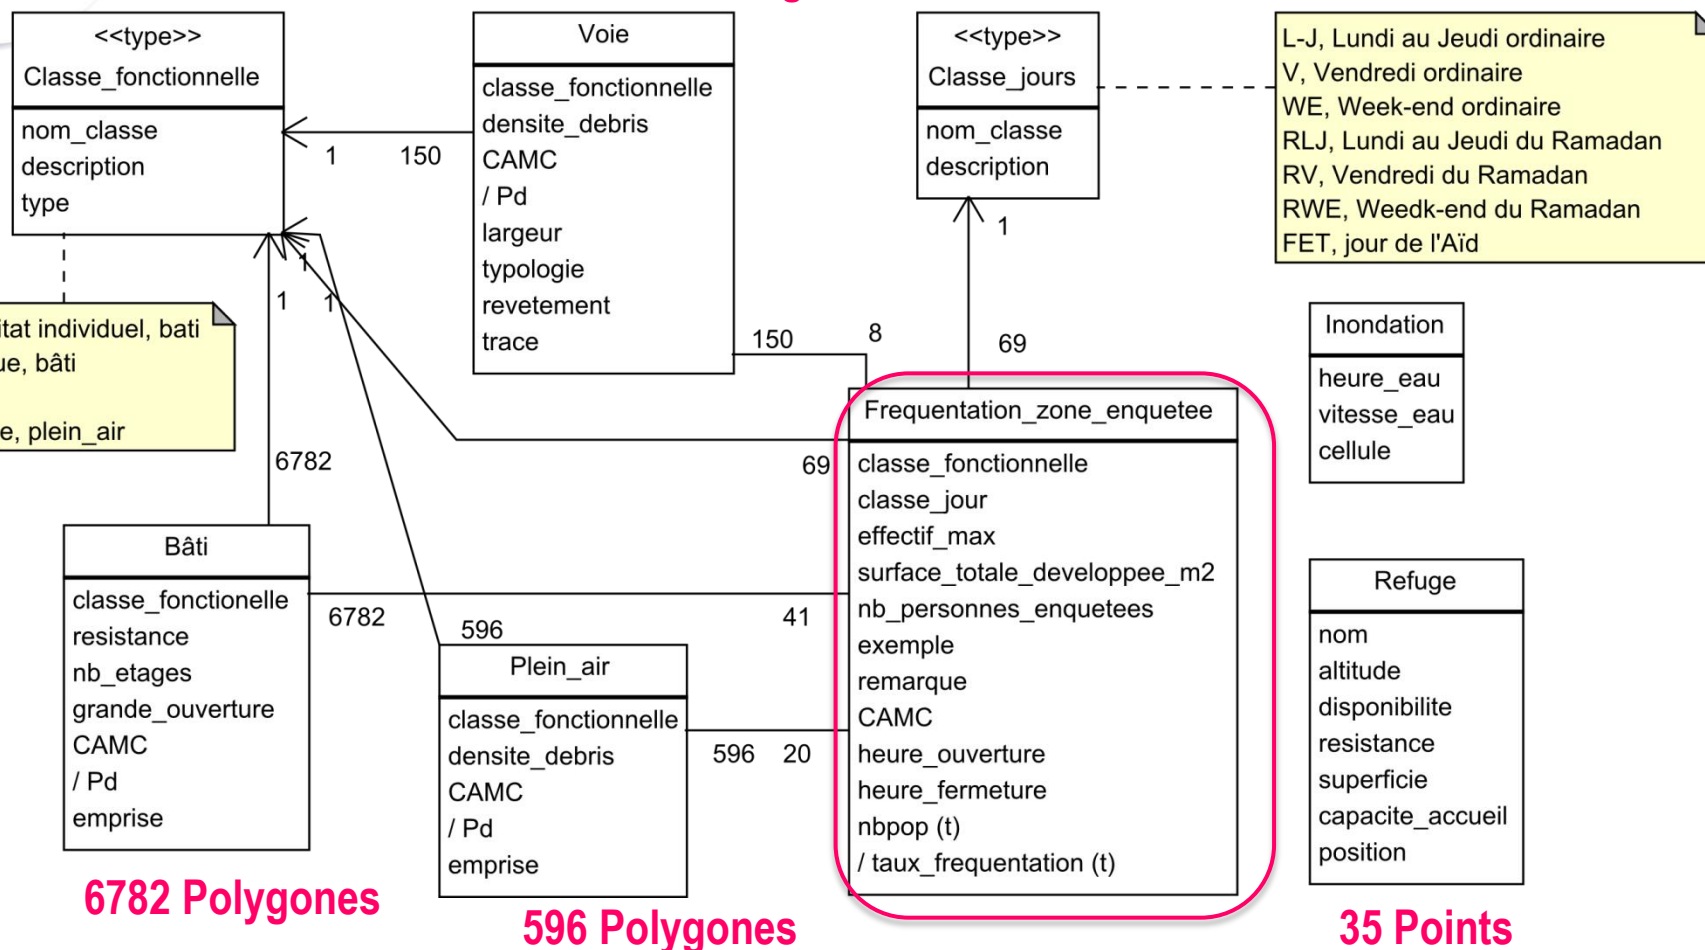 <<type>>
Classe_fonctionnelle
nom_classe
description
type
Voie
classe_fonctionnelle
densite_debris
CAMC
/ Pd
largeur
typologie
revetement
trace
<<type>>
Classe_jours
nom_classe
description
L-J, Lundi au Jeudi ordinaire
V, Vendredi ordinaire
WE, Week-end ordinaire
RLJ, Lundi au Jeudi du Ramadan
RV, Vendredi du Ramadan
RWE, Weedk-end du Ramadan
FET, jour de l'Aïd
1 150
1
1
1
1
itat individuel, bati
ue, bâti
e, plein_air
150 8
69
Inondation
heure_eau
vitesse_eau
cellule
6782
69
Frequentation_zone_enquetee
classe_fonctionnelle
classe_jour
effectif_max
surface_totale_developpee_m2
nb_personnes_enquetees
exemple
remarque
CAMC
heure_ouverture
heure_fermeture
nbpop (t)
/ taux_frequentation (t)
Bâti
classe_fonctionelle
resistance
nb_etages
grande_ouverture
CAMC
/ Pd
emprise
6782 41
596
Plein_air
classe_fonctionnelle
densite_debris
CAMC
/ Pd
emprise
596 20
Refuge
nom
altitude
disponibilite
resistance
superficie
capacite_accueil
position
6782 Polygones
596 Polygones
35 Points